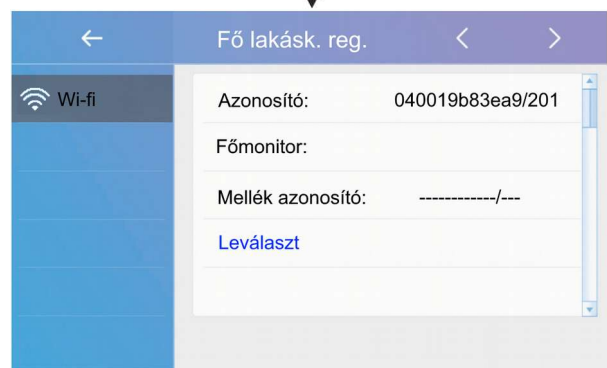 Fő lakásk. reg.
Wi-fi
Azonosító: 040019b83ea9/201
Főmonitor:
Mellék azonosító: ------------/---
Leválaszt